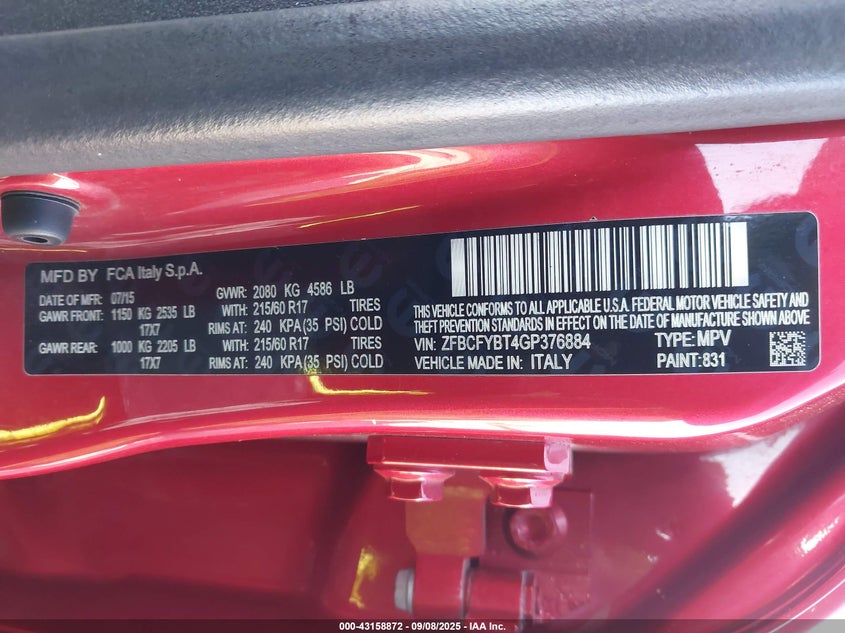 MFD BY FCA Italy S.p.A.
DATE OF MFR: 07/15 GVWR: 2080 KG 4586 LB
GAWR FRONT: 1150 KG 2535 LB WITH: 215/60 R17 TIRES
17X7 RIMS AT: 240 KPA (35 PSI) COLD
GAWR REAR: 1000 KG 2205 LB WITH: 215/60 R17 TIRES
17X7 RIMS AT: 240 KPA (35 PSI) COLD
THIS VEHICLE CONFORMS TO ALL APPLICABLE U.S.A. FEDERAL MOTOR VEHICLE SAFETY AND
THEFT PREVENTION STANDARDS IN EFFECT ON THE DATE OF MANUFACTURE SHOWN ABOVE
VIN: ZFBCFYBT4GP376884 TYPE: MPV
VEHICLE MADE IN: ITALY PAINT: 831
000-43158872 - 09/08/2025 - IAA Inc.